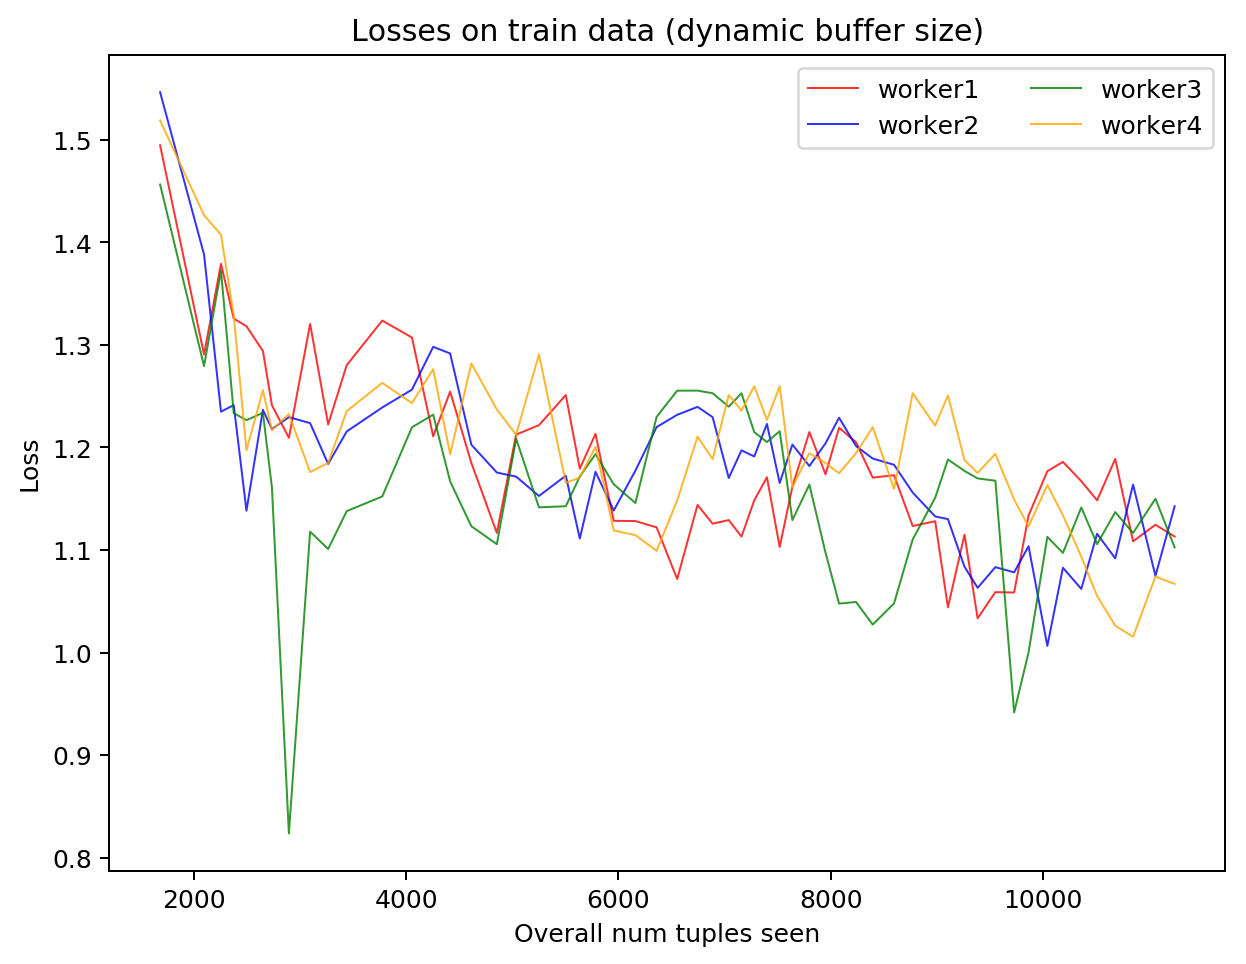 Losses on train data (dynamic buffer size)
worker1
worker2
worker3
worker4
Loss
1.5
1.4
1.3
1.2
1.1
1.0
0.9
0.8
2000 4000 6000 8000 10000
Overall num tuples seen